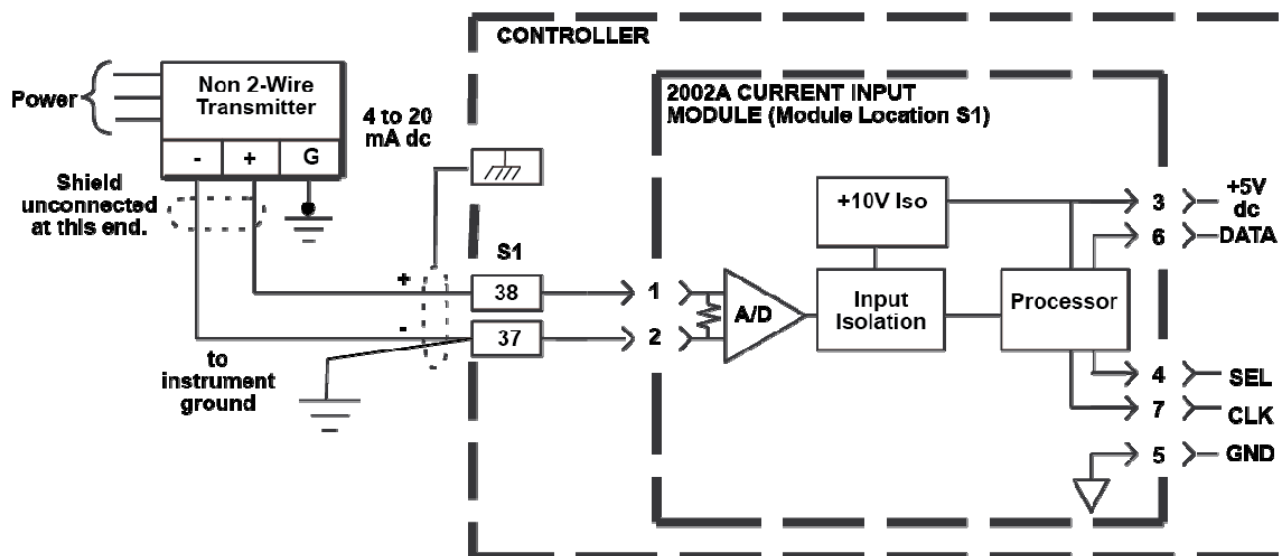 CONTROLLER
Power
Non 2-Wire
Transmitter
-
+
G
4 to 20
mA dc
Shield
unconnected
at this end.
2002A CURRENT INPUT
MODULE (Module Location S1)
S1
+
38
-
37
to
instrument
ground
1
2
A/D
+10V Iso
Input
Isolation
Processor
3
+5V
dc
6
DATA
4
SEL
7
CLK
5
GND